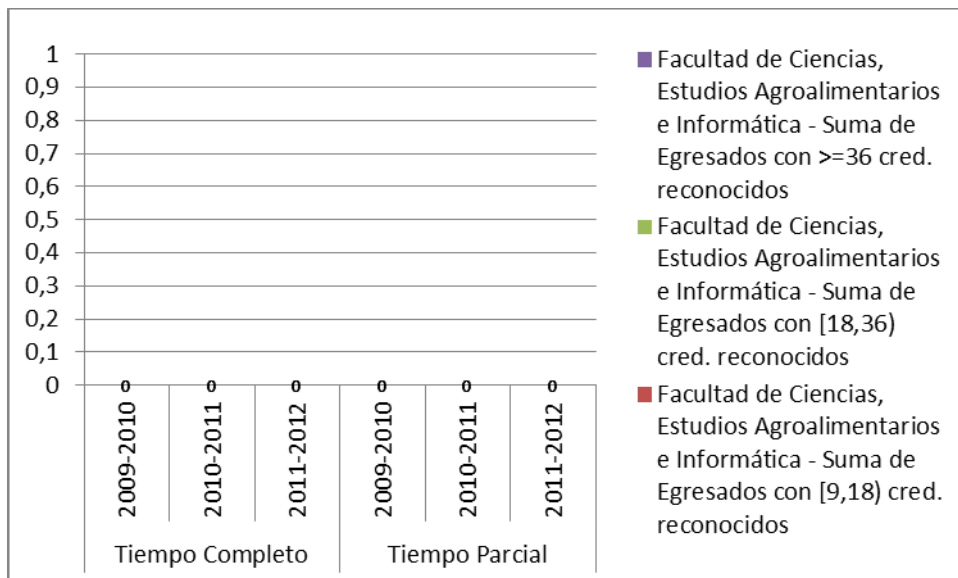 1
0,9
0,8
0,7
0,6
0,5
0,4
0,3
0,2
0,1
0
0 0 0 0 0 0
2009-2010
2010-2011
2011-2012
2009-2010
2010-2011
2011-2012
Tiempo Completo
Tiempo Parcial
Facultad de Ciencias,
Estudios Agroalimentarios
e Informática - Suma de
Egresados con >=36 cred.
reconocidos
Facultad de Ciencias,
Estudios Agroalimentarios
e Informática - Suma de
Egresados con [18,36)
cred. reconocidos
Facultad de Ciencias,
Estudios Agroalimentarios
e Informática - Suma de
Egresados con [9,18) cred.
reconocidos